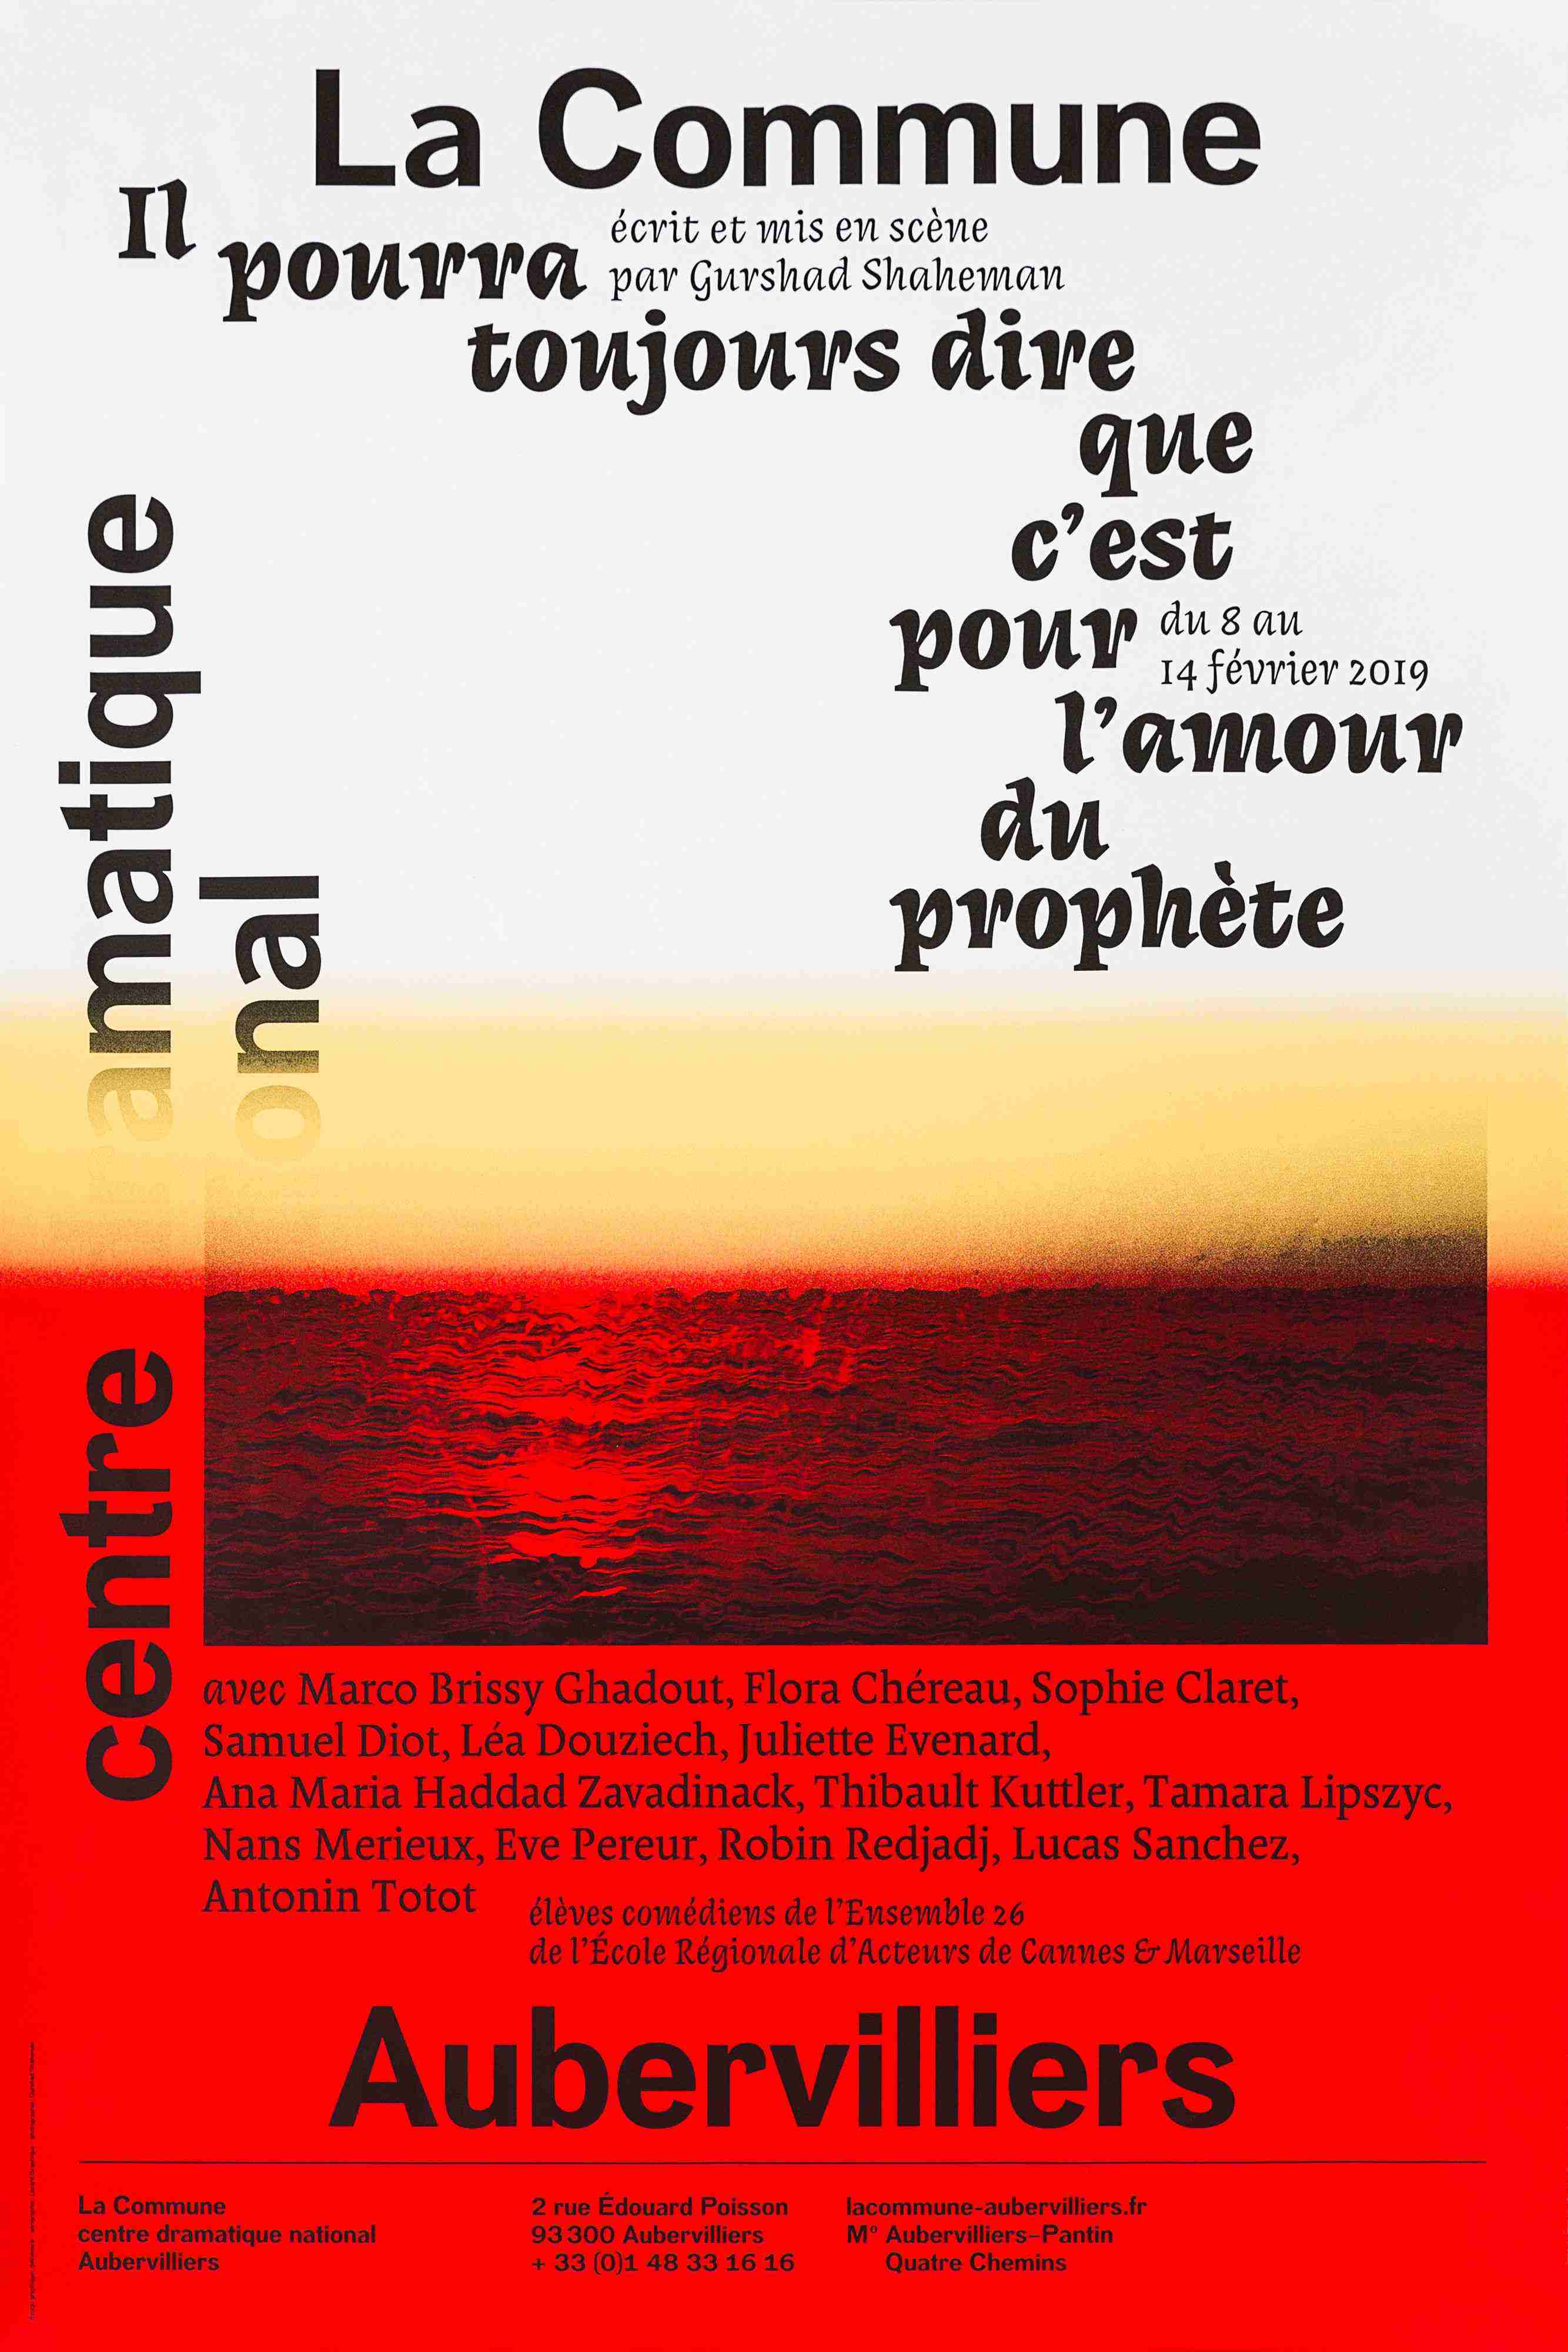 La Commune
Il
pourra
écrit et mis en scène
par Gurshad Shaheman
toujours dire
que
c’est
pour
du 8 au
14 février 2019
l’amour
du
prophète
centre
amatique
onal
avec Marco Brissy Ghadout, Flora Chéreau, Sophie Claret,
Samuel Diot, Léa Douziech, Juliette Evenard,
Ana Maria Haddad Zavadinack, Thibault Kuttler, Tamara Lipszyc,
Nans Merieux, Eve Pereur, Robin Redjadj, Lucas Sanchez,
Antonin Totot
élèves comédiens de l’Ensemble 26
de l’École Régionale d’Acteurs de Cannes & Marseille
Aubervilliers
La Commune
centre dramatique national
Aubervilliers
2 rue Édouard Poisson
93 300 Aubervilliers
+ 33 (0)1 48 33 16 16
lacommune-aubervilliers.fr
Mº Aubervilliers–Pantin
Quatre Chemins